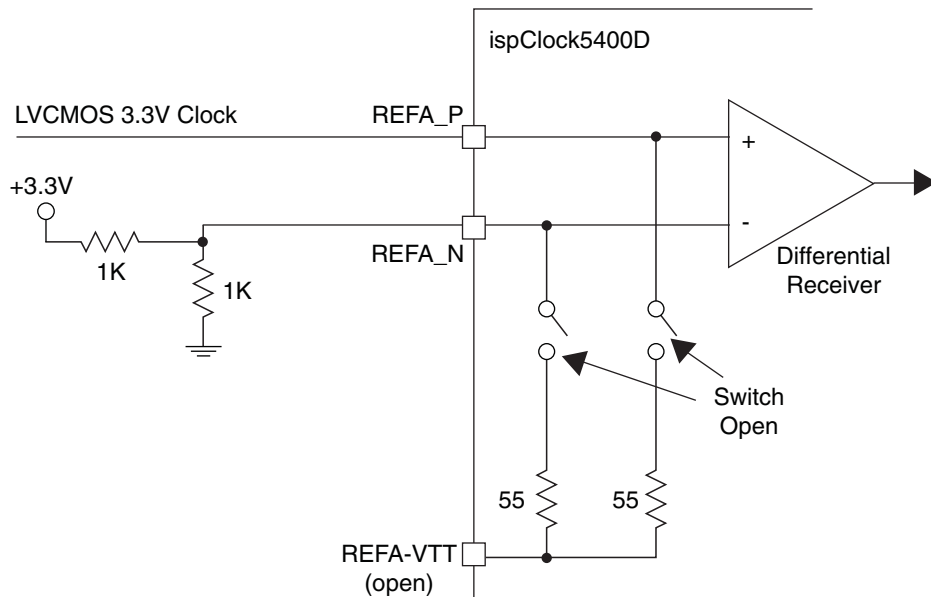 ispClock5400D
LVCMOS 3.3V Clock
REFA_P
+3.3V
+
-
REFA_N
1K
1K
Differential
Receiver
Switch
Open
55
55
REFA-VTT
(open)